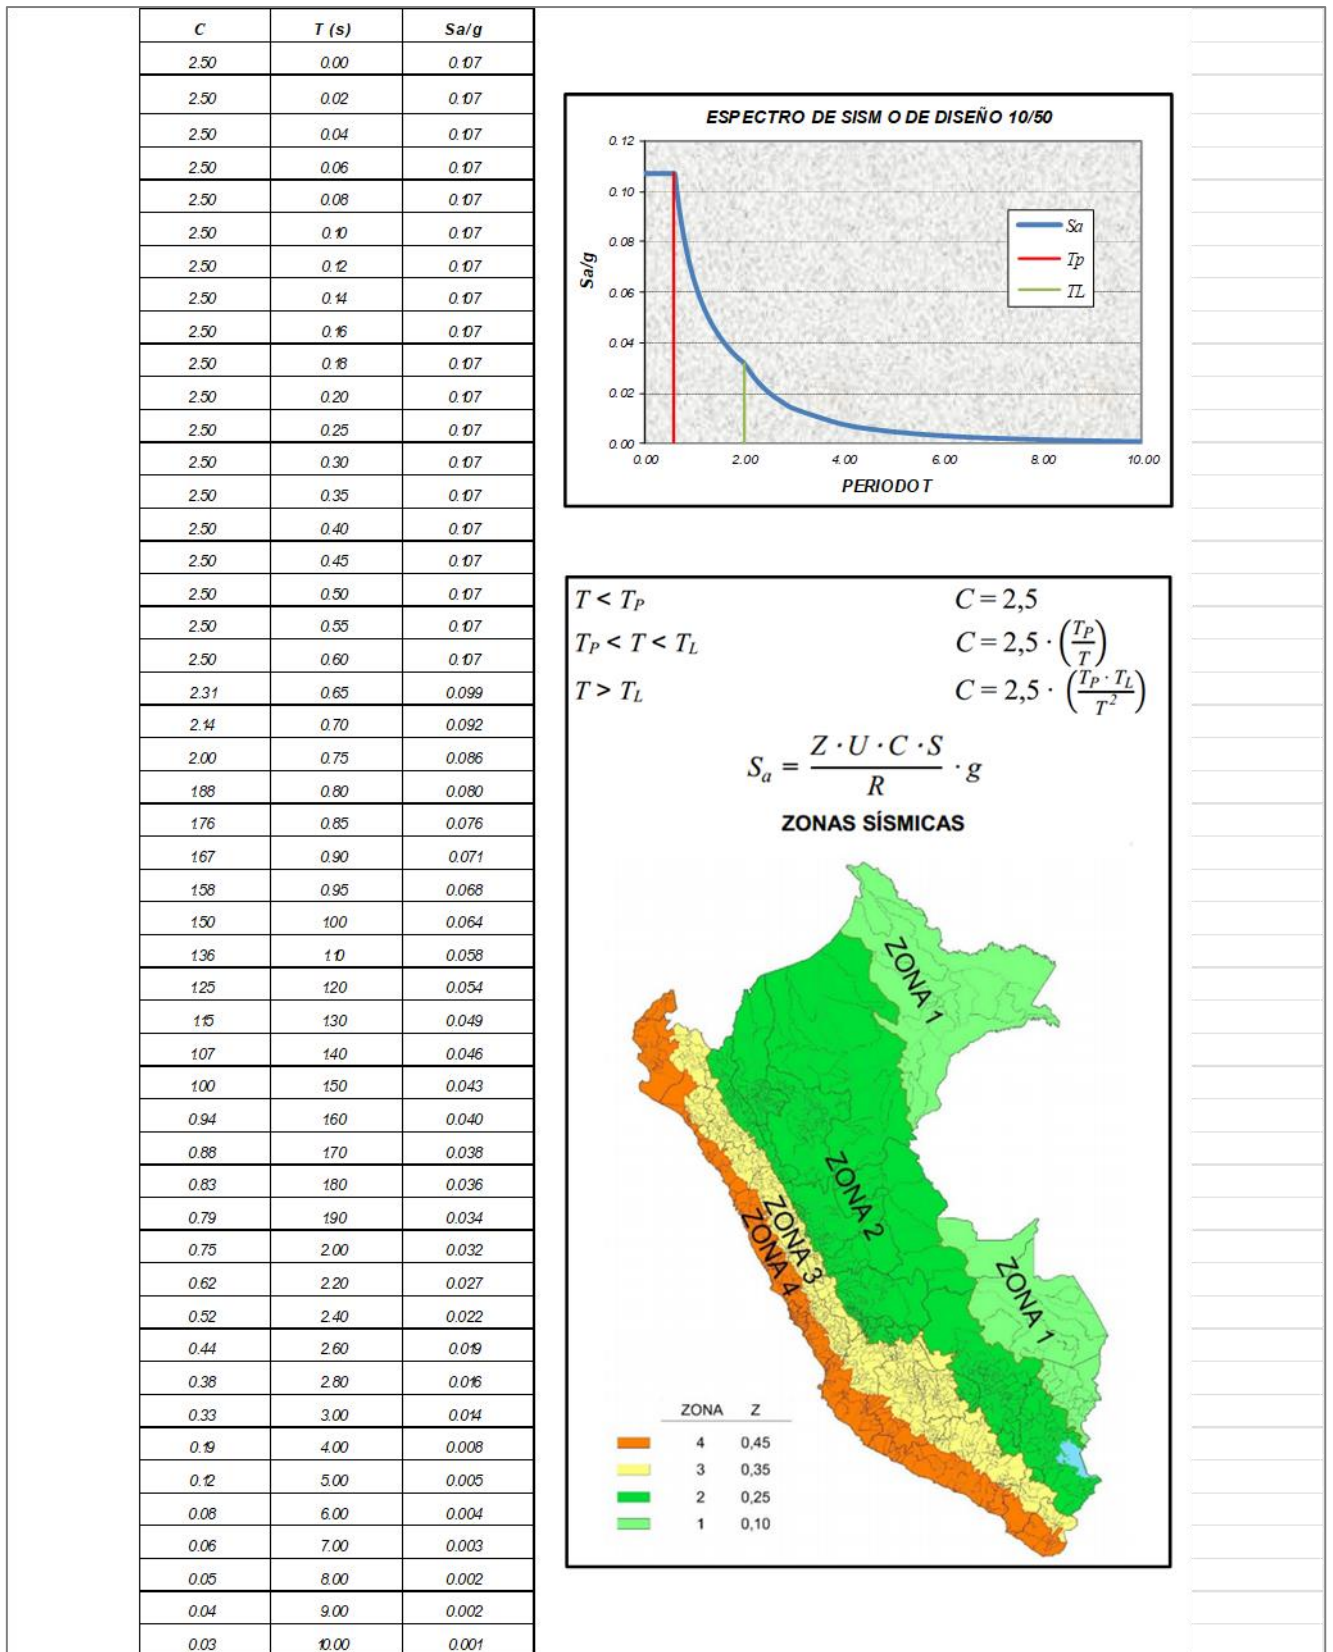 C T (s) Sa/g
2.50 0.00 0.107
2.50 0.02 0.107
2.50 0.04 0.107
2.50 0.06 0.107
2.50 0.08 0.107
2.50 0.10 0.107
2.50 0.12 0.107
2.50 0.14 0.107
2.50 0.16 0.107
2.50 0.18 0.107
2.50 0.20 0.107
2.50 0.25 0.107
2.50 0.30 0.107
2.50 0.35 0.107
2.50 0.40 0.107
2.50 0.45 0.107
2.50 0.50 0.107
2.50 0.55 0.107
2.50 0.60 0.107
2.31 0.65 0.099
2.14 0.70 0.092
2.00 0.75 0.086
1.88 0.80 0.080
1.76 0.85 0.076
1.67 0.90 0.071
1.58 0.95 0.068
1.50 1.00 0.064
1.36 1.10 0.058
1.25 1.20 0.054
1.15 1.30 0.049
1.07 1.40 0.046
1.00 1.50 0.043
0.94 1.60 0.040
0.88 1.70 0.038
0.83 1.80 0.036
0.79 1.90 0.034
0.75 2.00 0.032
0.62 2.20 0.027
0.52 2.40 0.022
0.44 2.60 0.019
0.38 2.80 0.016
0.33 3.00 0.014
0.19 4.00 0.008
0.12 5.00 0.005
0.08 6.00 0.004
0.06 7.00 0.003
0.05 8.00 0.002
0.04 9.00 0.002
0.03 10.00 0.001
ESPECTRO DE SISMO DE DISEÑO 10/50
0.12
0.10
0.08
0.06
0.04
0.02
0.00
Sa/g
Sa
Tp
TL
0.00 2.00 4.00 6.00 8.00 10.00
PERIODO T
T < T_P C = 2,5
T_P < T < T_L C = 2,5 · (T_P / T)
T > T_L C = 2,5 · (T_P · T_L / T²)
S_a = Z · U · C · S / R · g
ZONAS SÍSMICAS
ZONA 1
ZONA 2
ZONA 3
ZONA 4
ZONA 1
ZONA Z
4 0,45
3 0,35
2 0,25
1 0,10